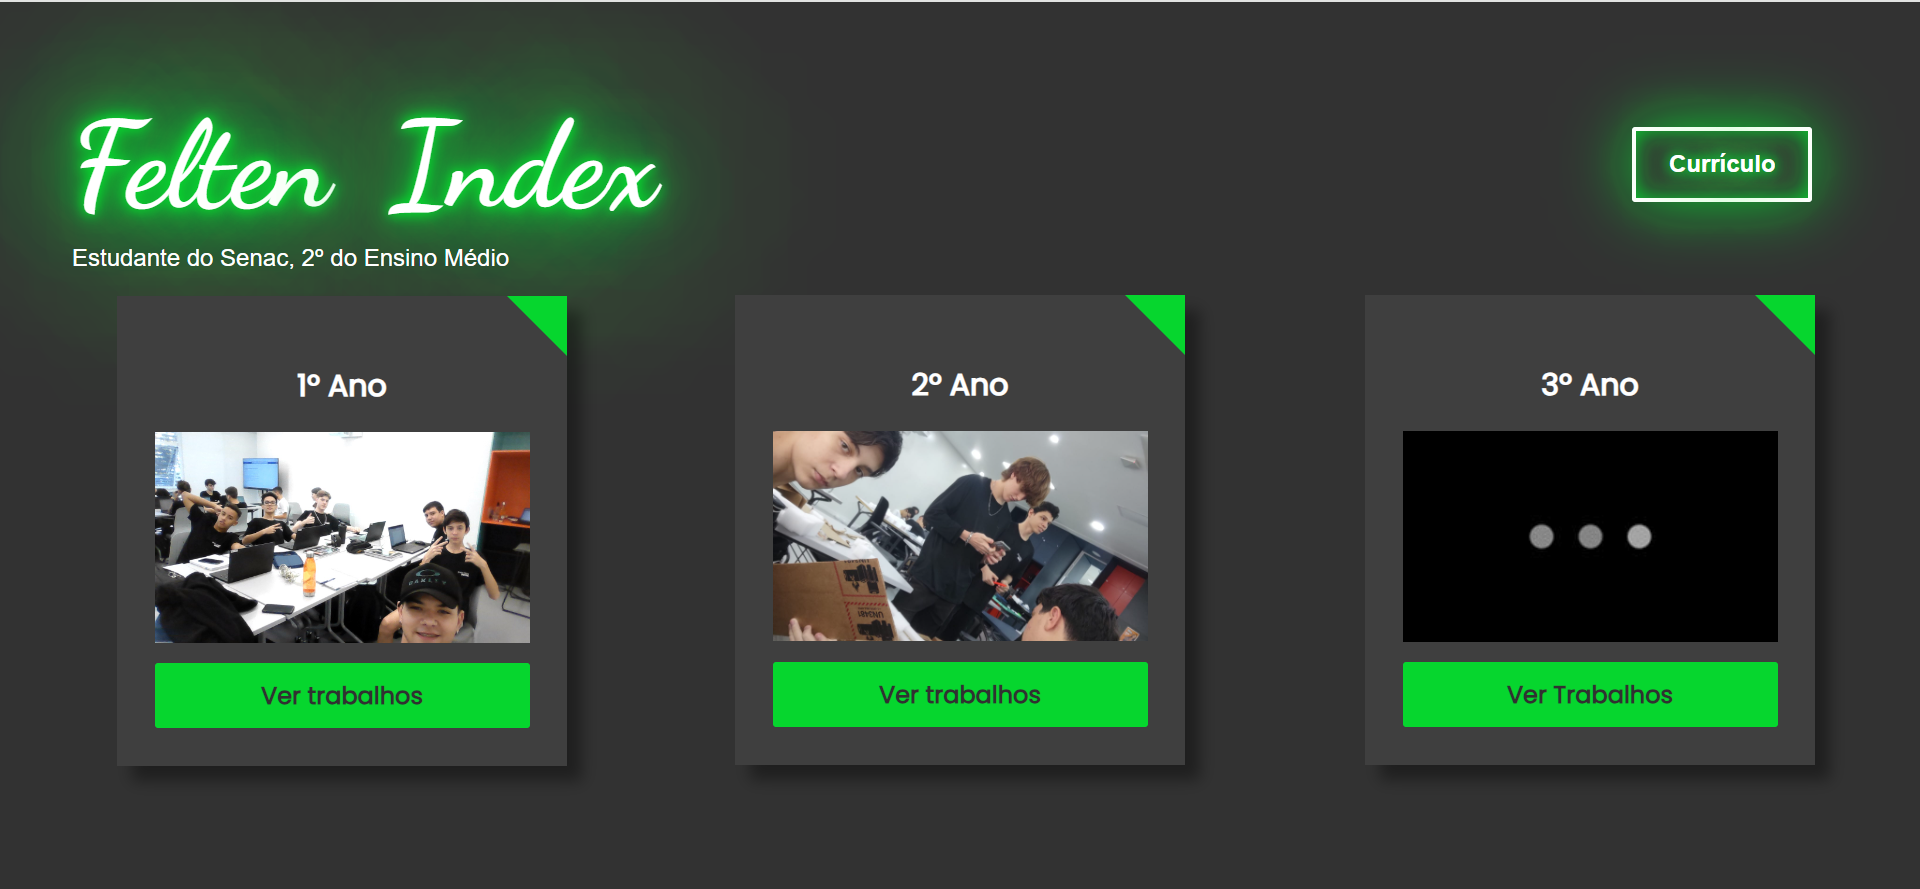 Felten Index
Currículo
Estudante do Senac, 2º do Ensino Médio
1º Ano
2º Ano
3º Ano
OAKLEY
Ver trabalhos
Ver trabalhos
Ver Trabalhos